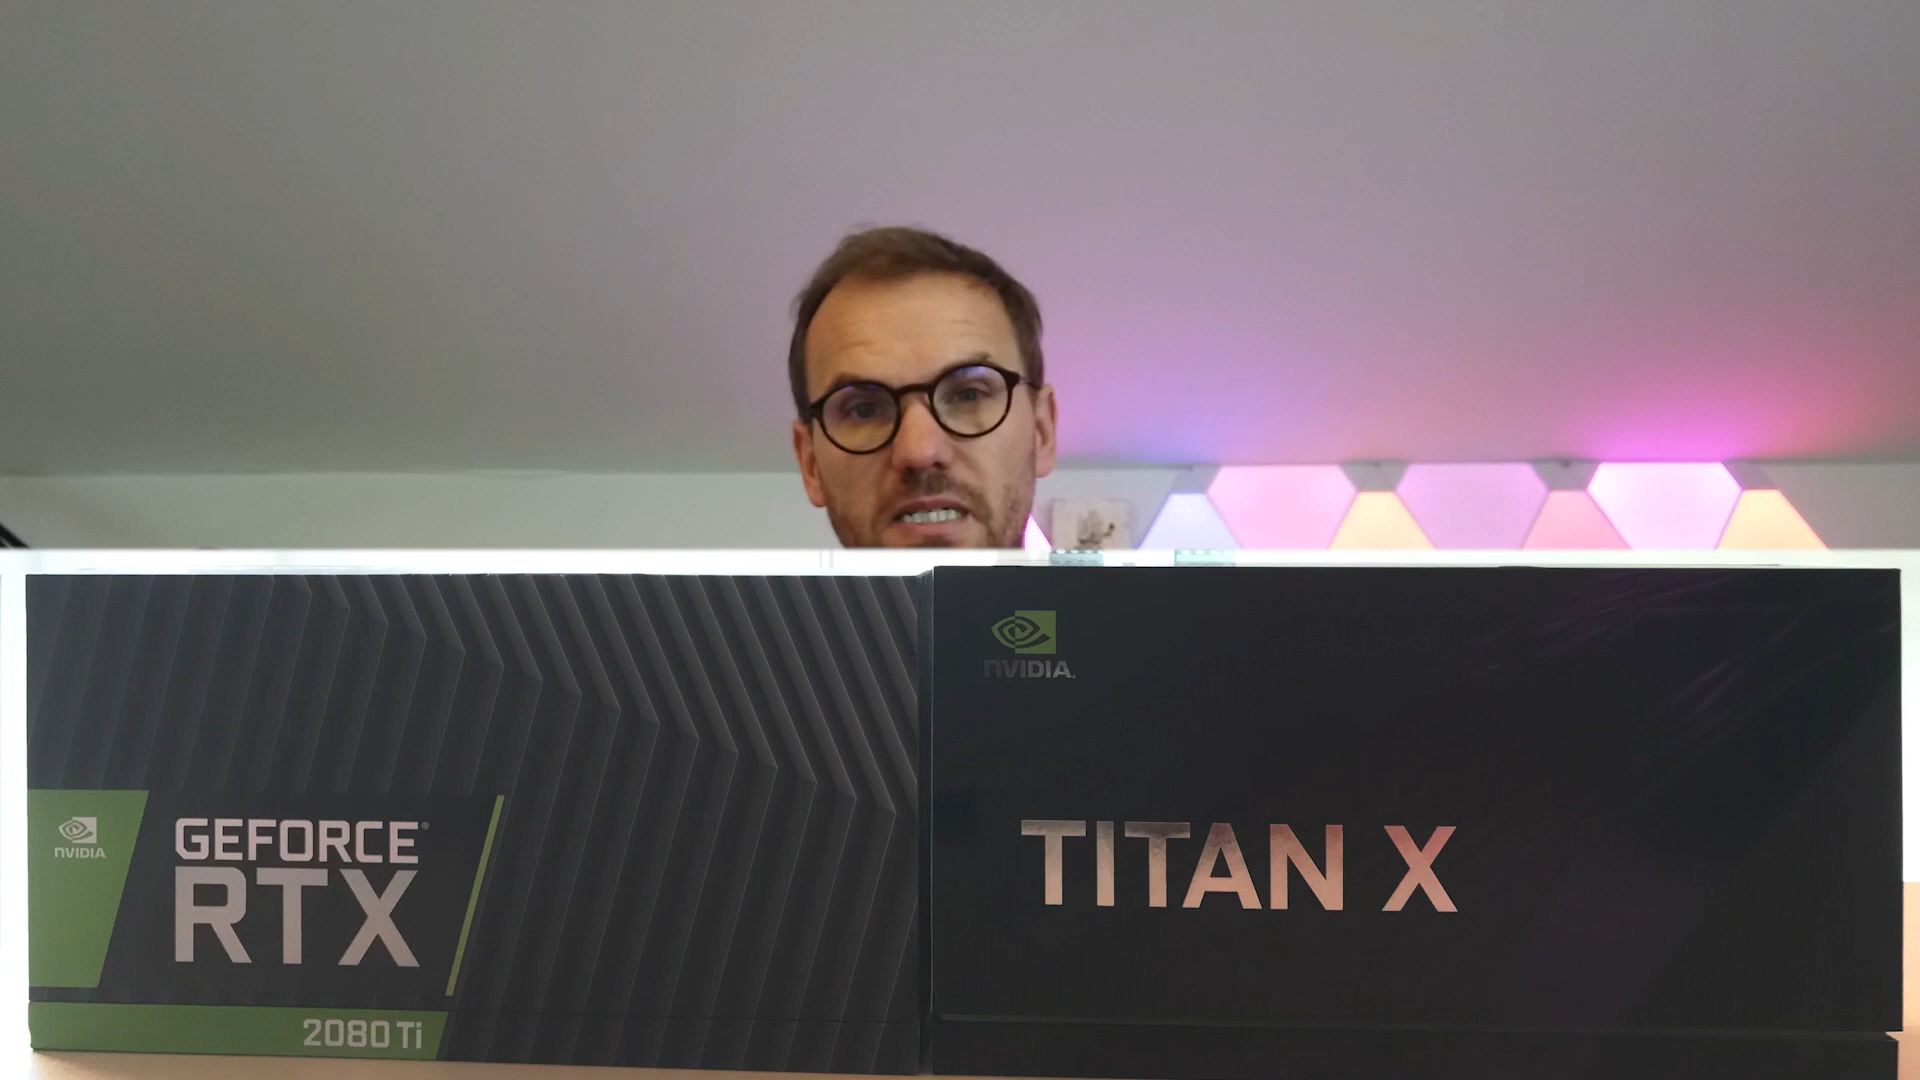 NVIDIA
GEFORCE®
RTX
2080 Ti
NVIDIA.
TITAN X